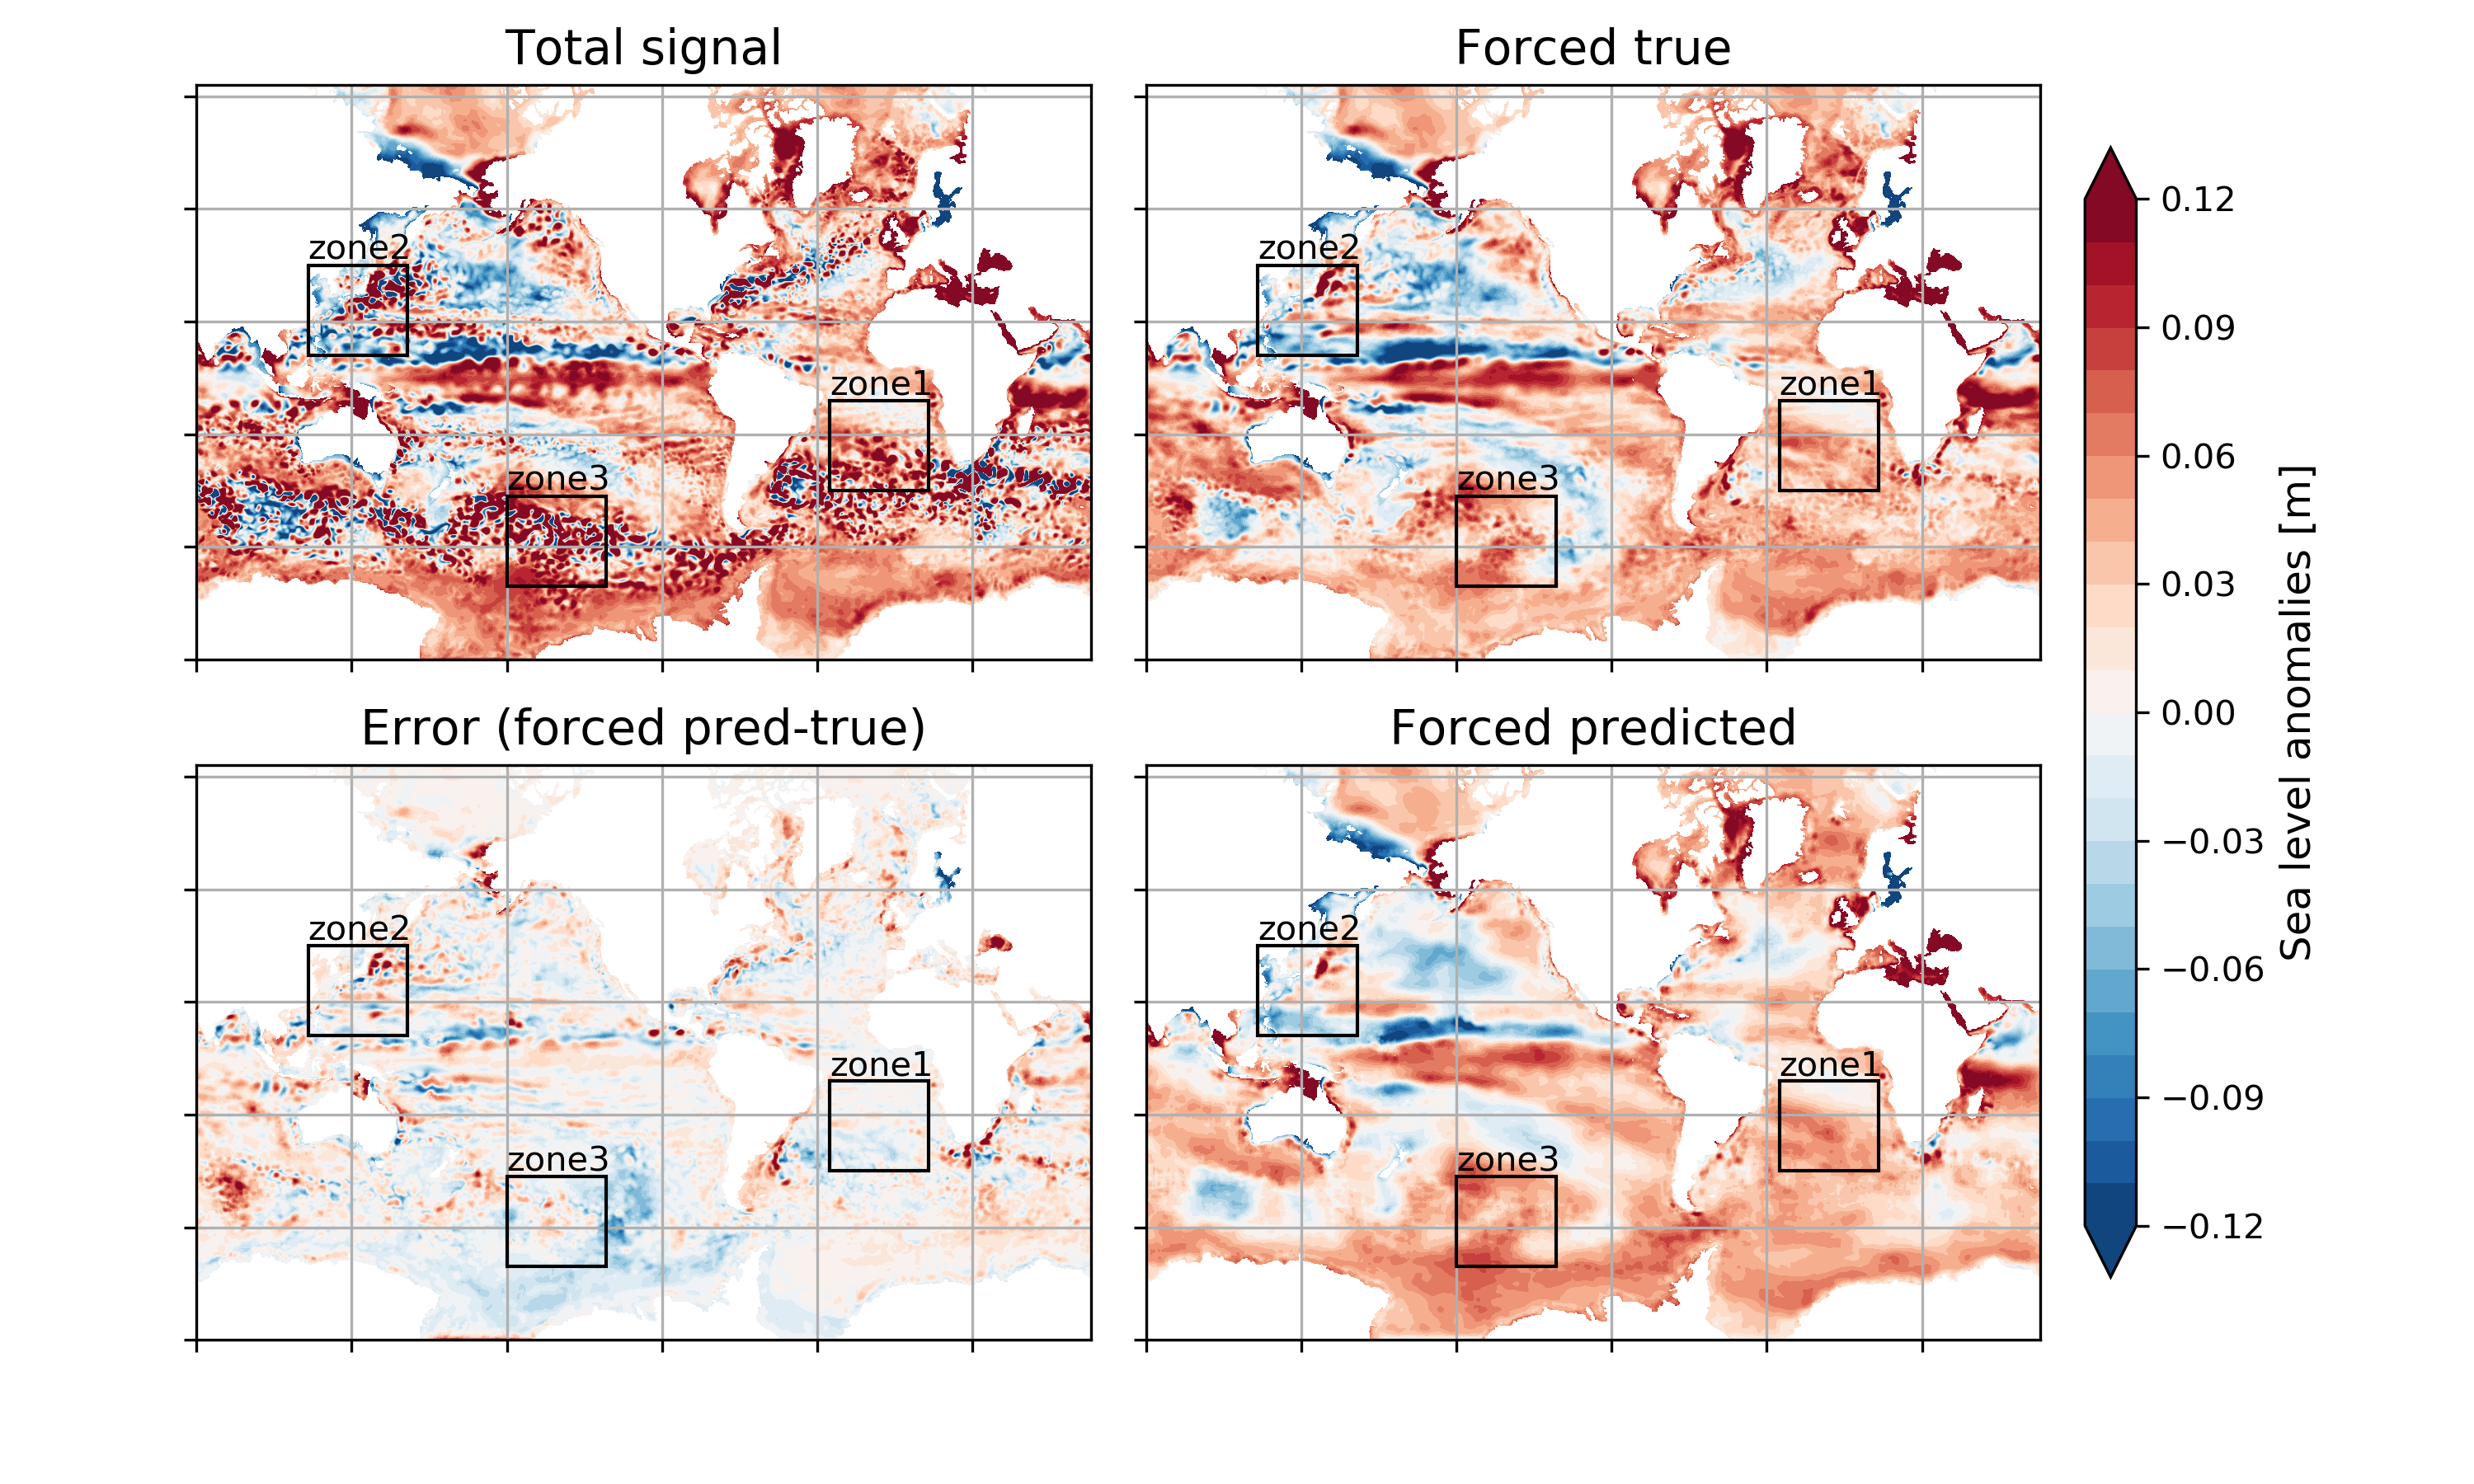 Total signal
Forced true
zone2
zone1
zone3
zone2
zone1
zone3
Error (forced pred-true)
Forced predicted
zone2
zone1
zone3
zone2
zone1
zone3
0.12
0.09
0.06
0.03
0.00
−0.03
−0.06
−0.09
−0.12
Sea level anomalies [m]